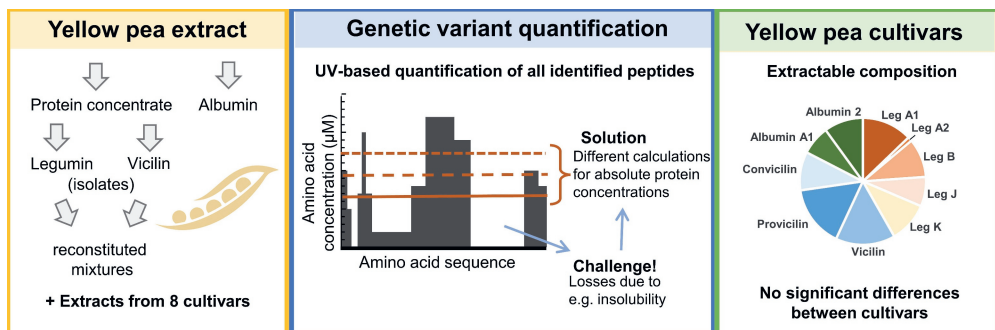 Yellow pea extract
Protein concentrate
Albumin
Legumin
Vicilin
(isolates)
reconstituted
mixtures
+ Extracts from 8 cultivars
Genetic variant quantification
UV-based quantification of all identified peptides
Amino acid
concentration (µM)
Amino acid sequence
Solution
Different calculations
for absolute protein
concentrations
Challenge!
Losses due to
e.g. insolubility
Yellow pea cultivars
Extractable composition
Albumin 2
Leg A1
Leg A2
Albumin A1
Leg B
Convicilin
Leg J
Provicilin
Leg K
Vicilin
No significant differences
between cultivars